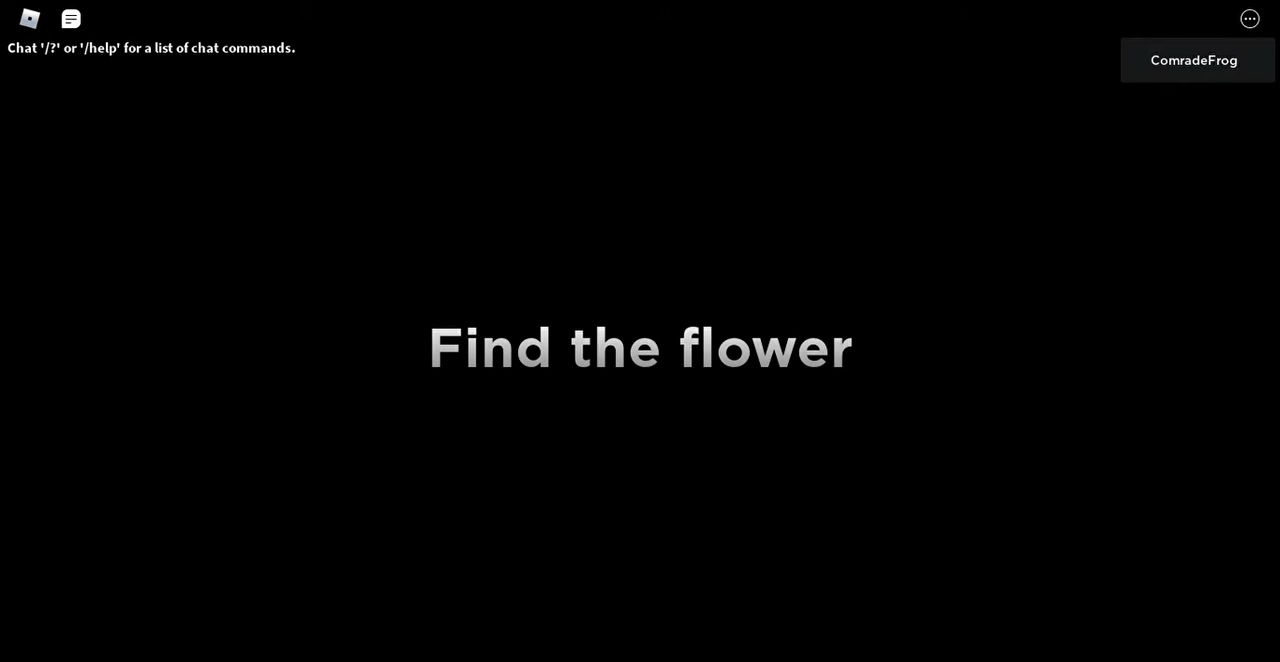 Chat '/?' or '/help' for a list of chat commands.
ComradeFrog
Find the flower